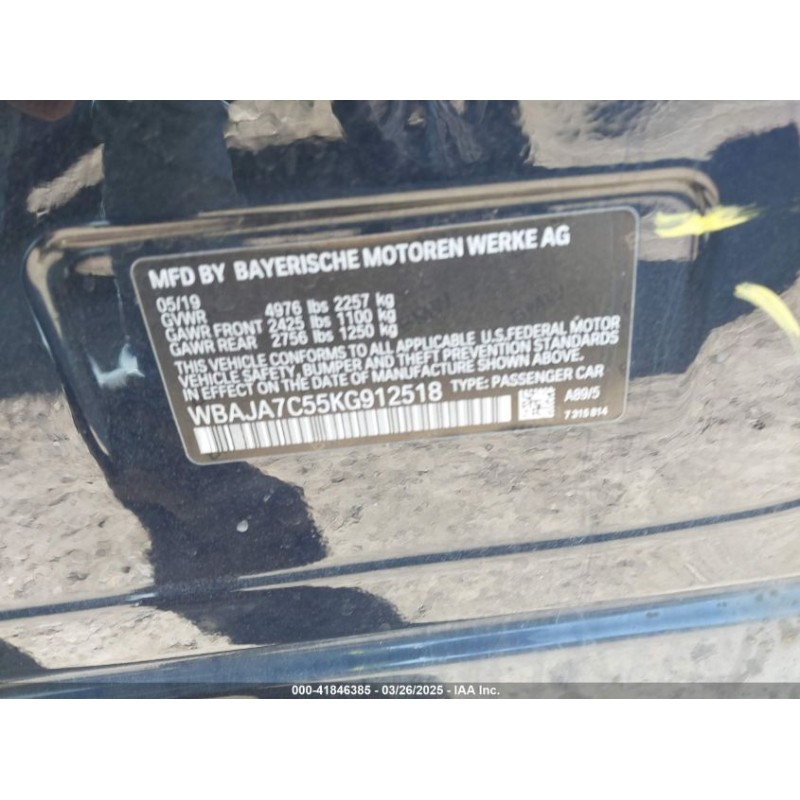 MFD BY BAYERISCHE MOTOREN WERKE AG
05/19
GVWR 4976 lbs 2257 kg
GAWR FRONT 2425 lbs 1100 kg
GAWR REAR 2756 lbs 1250 kg
THIS VEHICLE CONFORMS TO ALL APPLICABLE U.S.FEDERAL MOTOR
VEHICLE SAFETY, BUMPER AND THEFT PREVENTION STANDARDS
IN EFFECT ON THE DATE OF MANUFACTURE SHOWN ABOVE.
WBAJA7C55KG912518 TYPE: PASSENGER CAR
A89/5
7315814
000-41846385 - 03/26/2025 - IAA Inc.